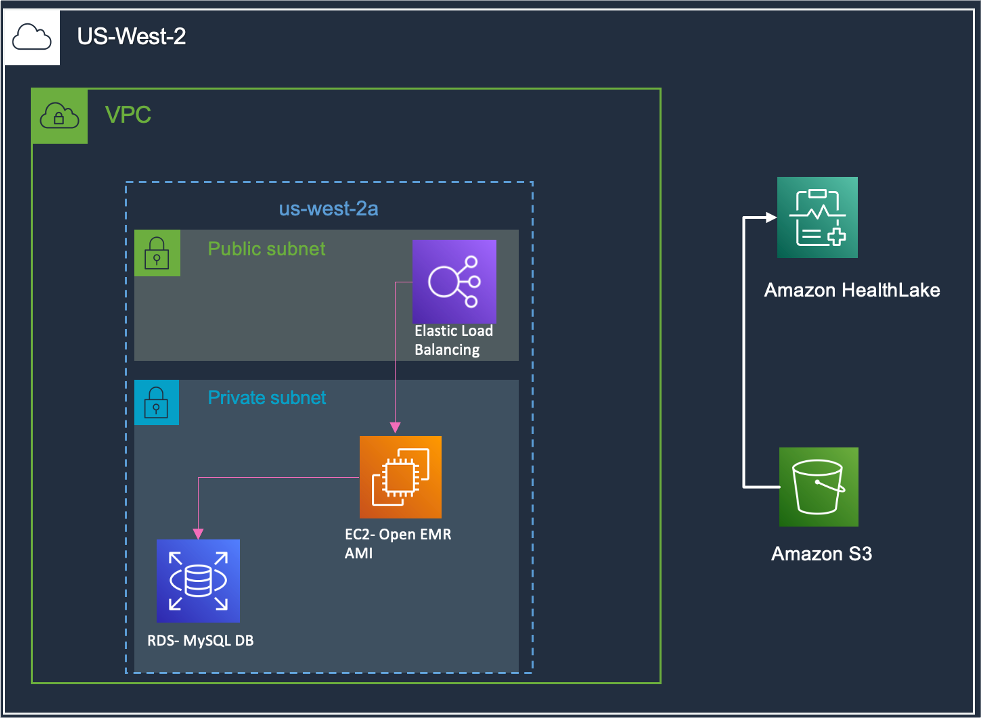 US-West-2
VPC
us-west-2a
Public subnet
Elastic Load
Balancing
Private subnet
EC2- Open EMR
AMI
RDS- MySQL DB
Amazon HealthLake
Amazon S3